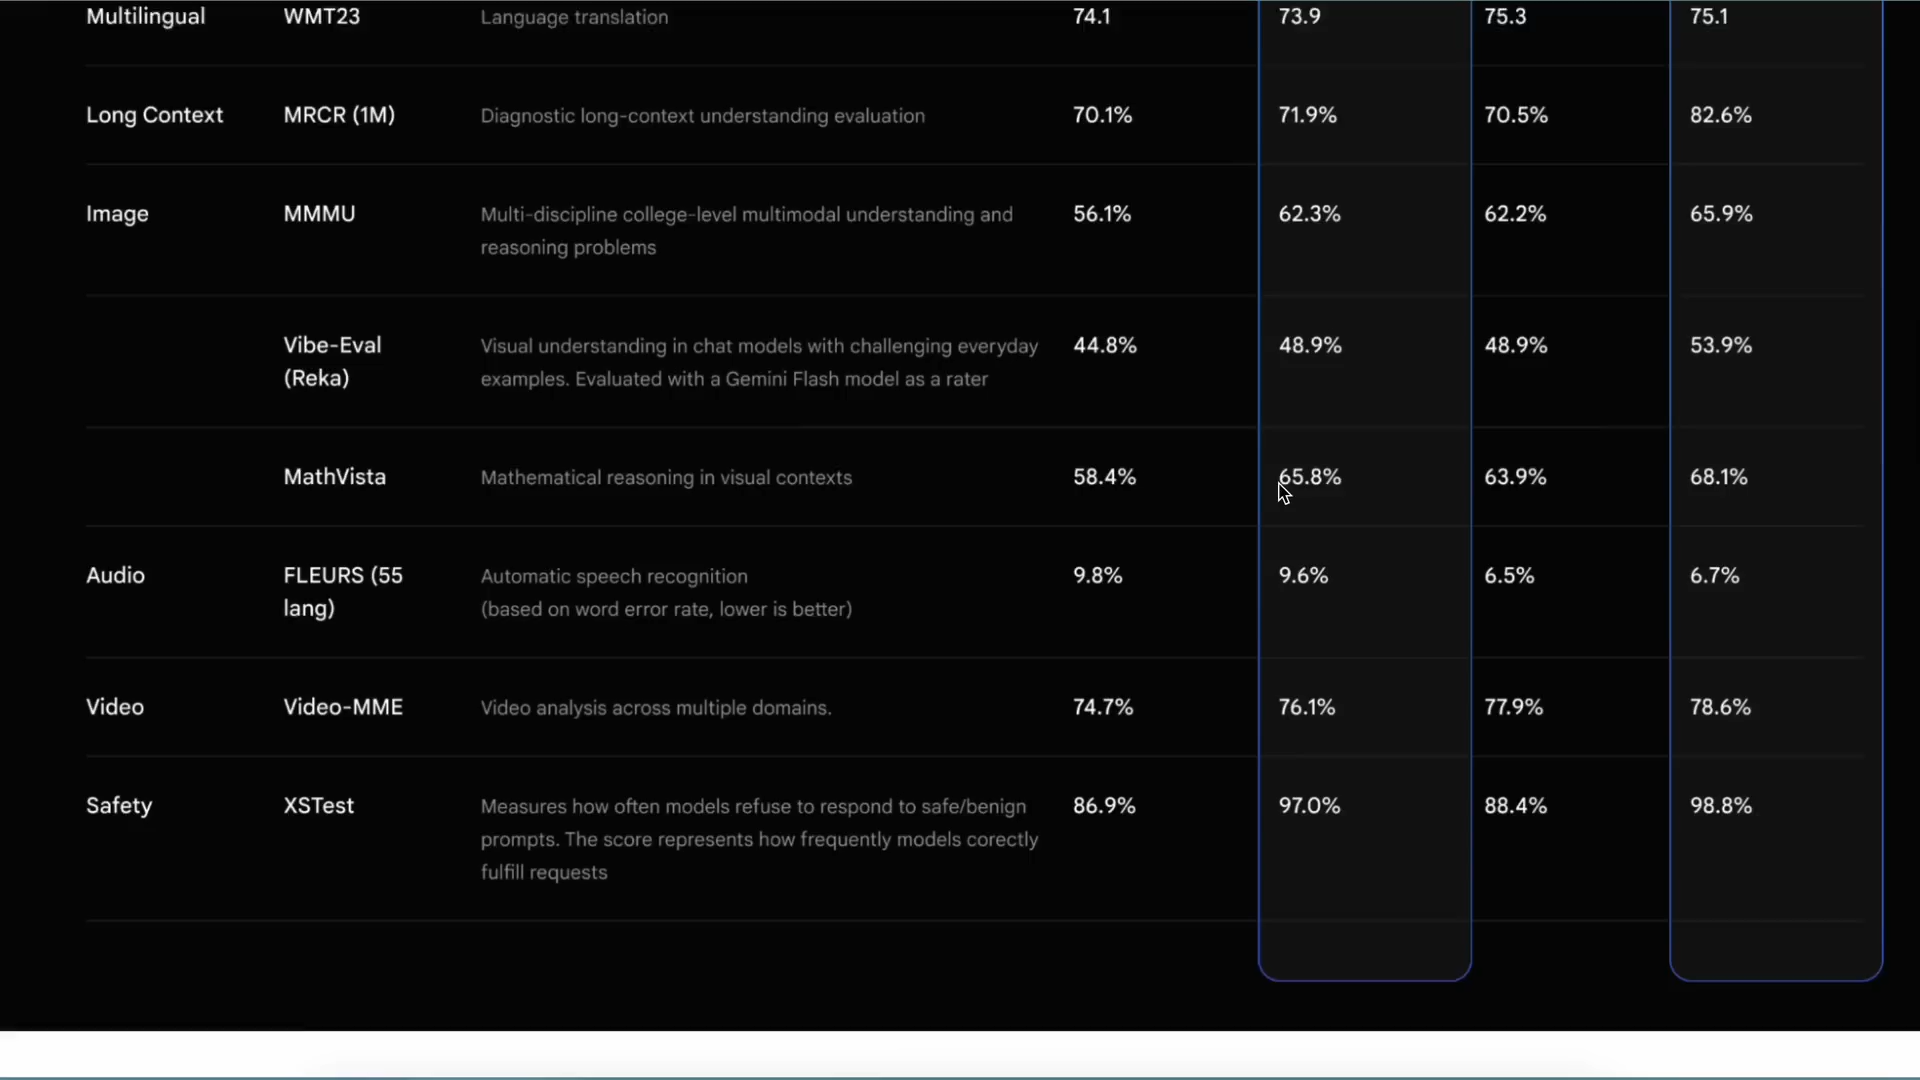 Multilingual WMT23 Language translation 74.1 73.9 75.3 75.1
Long Context MRCR (1M) Diagnostic long-context understanding evaluation 70.1% 71.9% 70.5% 82.6%
Image MMMU Multi-discipline college-level multimodal understanding and 56.1% 62.3% 62.2% 65.9%
reasoning problems
Vibe-Eval Visual understanding in chat models with challenging everyday 44.8% 48.9% 48.9% 53.9%
(Reka) examples. Evaluated with a Gemini Flash model as a rater
MathVista Mathematical reasoning in visual contexts 58.4% 65.8% 63.9% 68.1%
Audio FLEURS (55 Automatic speech recognition 9.8% 9.6% 6.5% 6.7%
lang) (based on word error rate, lower is better)
Video Video-MME Video analysis across multiple domains. 74.7% 76.1% 77.9% 78.6%
Safety XSTest Measures how often models refuse to respond to safe/benign 86.9% 97.0% 88.4% 98.8%
prompts. The score represents how frequently models corectly
fulfill requests